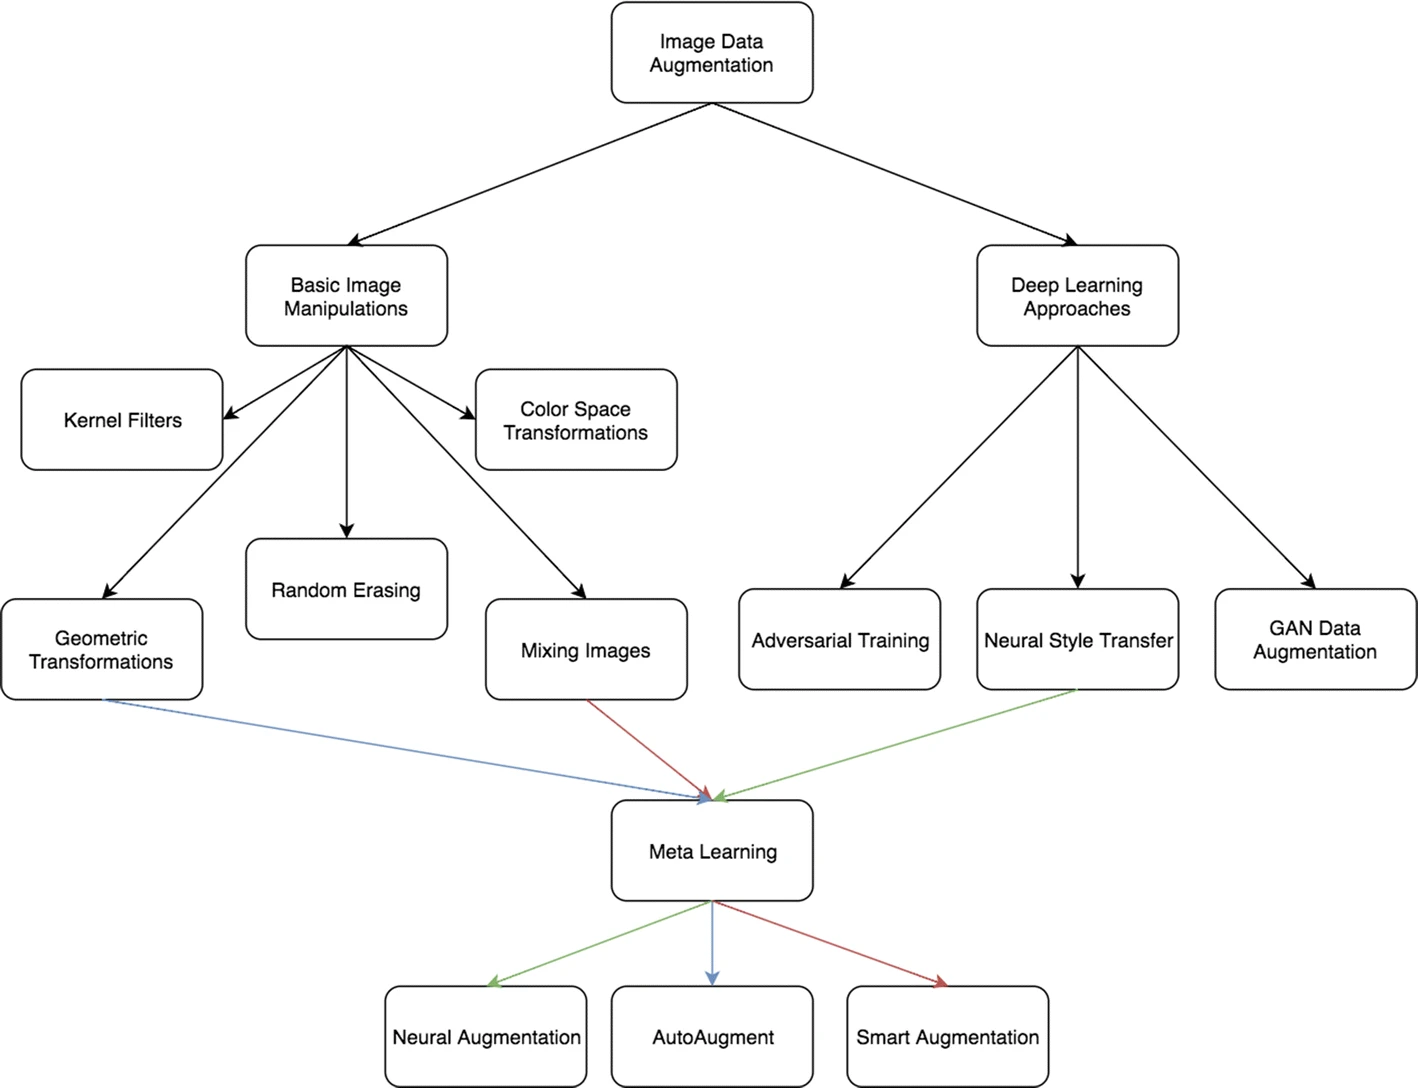 Image Data
Augmentation
Basic Image
Manipulations
Deep Learning
Approaches
Kernel Filters
Color Space
Transformations
Geometric
Transformations
Random Erasing
Mixing Images
Adversarial Training
Neural Style Transfer
GAN Data
Augmentation
Meta Learning
Neural Augmentation
AutoAugment
Smart Augmentation